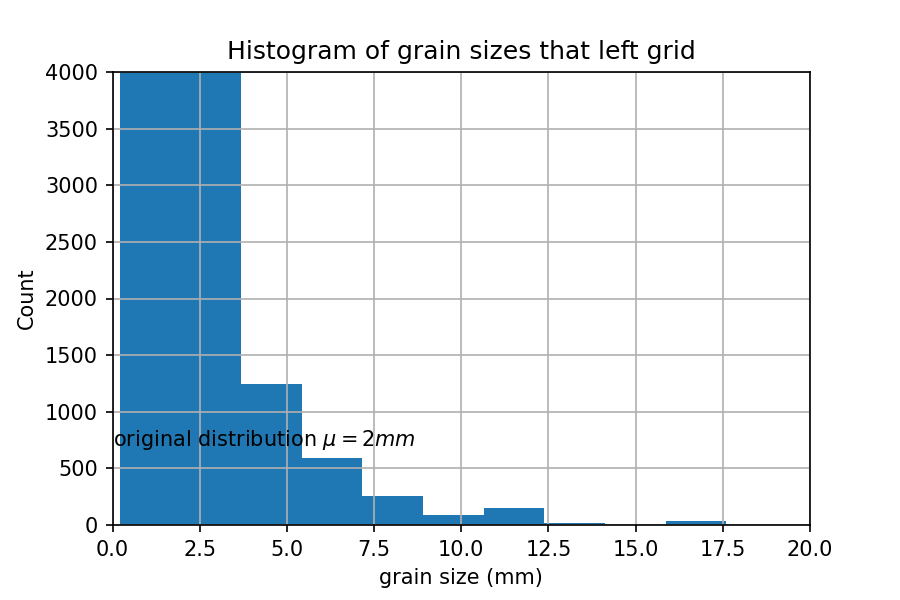 Histogram of grain sizes that left grid
4000
3500
3000
2500
2000
1500
1000
500
0
Count
original distribution μ = 2mm
0.0 2.5 5.0 7.5 10.0 12.5 15.0 17.5 20.0
grain size (mm)